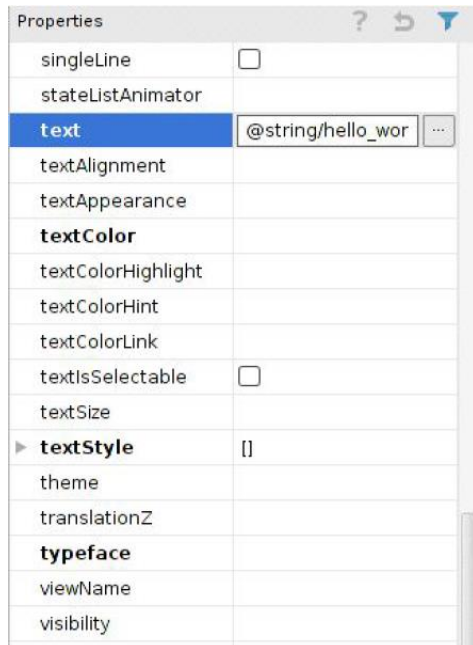 Properties ?
singleLine
stateListAnimator
text @string/hello_wor ...
textAlignment
textAppearance
textColor
textColorHighlight
textColorHint
textColorLink
textIsSelectable
textSize
textStyle []
theme
translationZ
typeface
viewName
visibility